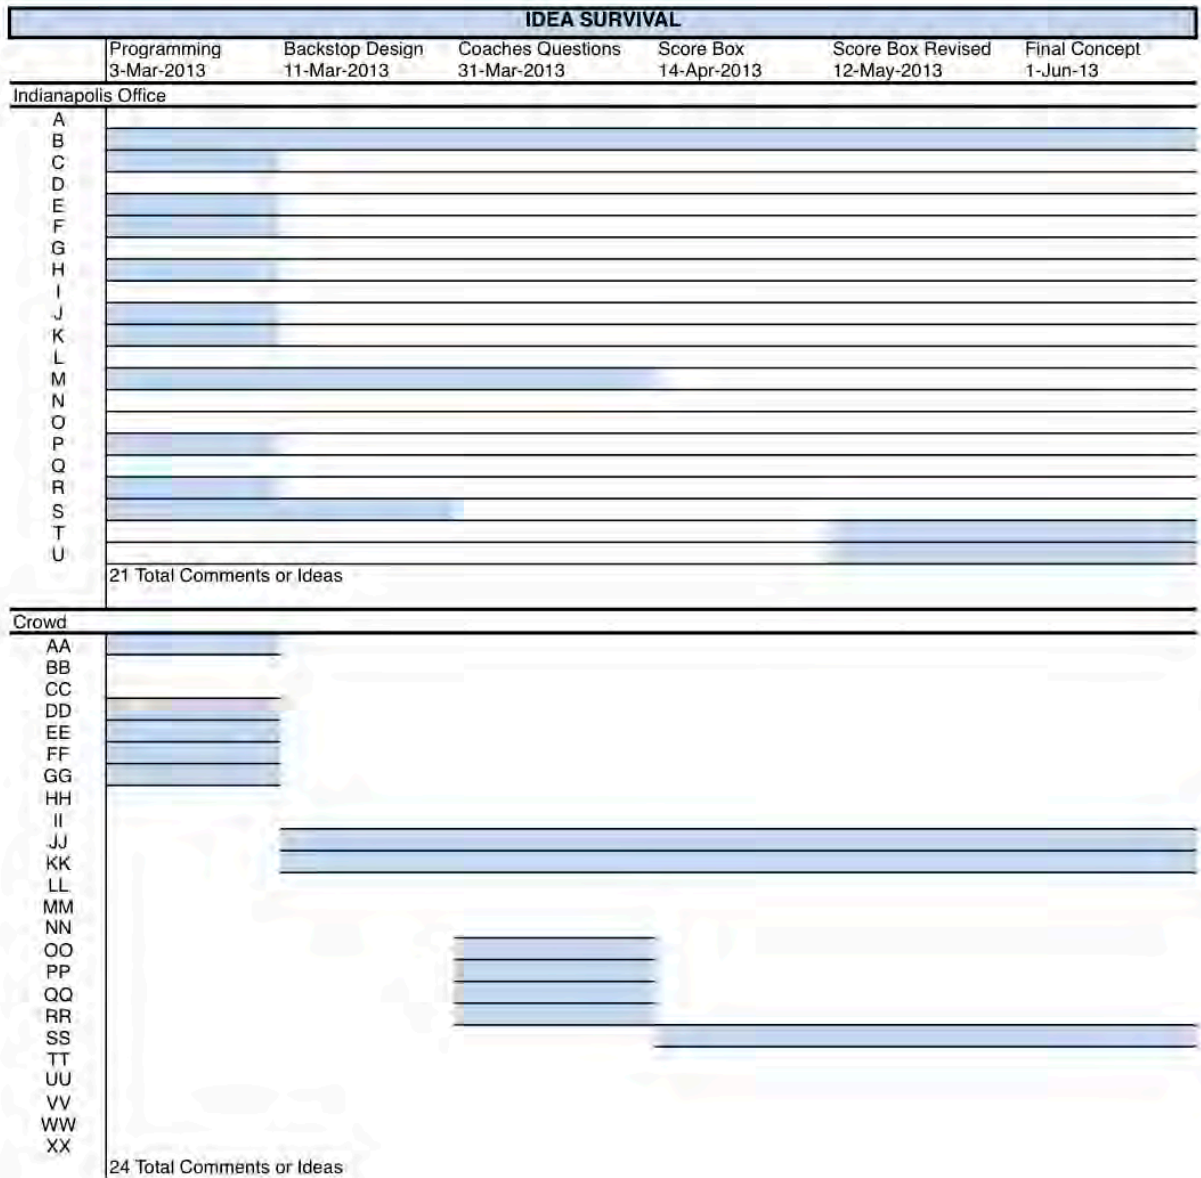 IDEA SURVIVAL
Programming Backstop Design Coaches Questions Score Box Score Box Revised Final Concept
3-Mar-2013 11-Mar-2013 31-Mar-2013 14-Apr-2013 12-May-2013 1-Jun-13
Indianapolis Office
A
B
C
D
E
F
G
H
I
J
K
L
M
N
O
P
Q
R
S
T
U
21 Total Comments or Ideas
Crowd
AA
BB
CC
DD
EE
FF
GG
HH
II
JJ
KK
LL
MM
NN
OO
PP
QQ
RR
SS
TT
UU
VV
WW
XX
24 Total Comments or Ideas